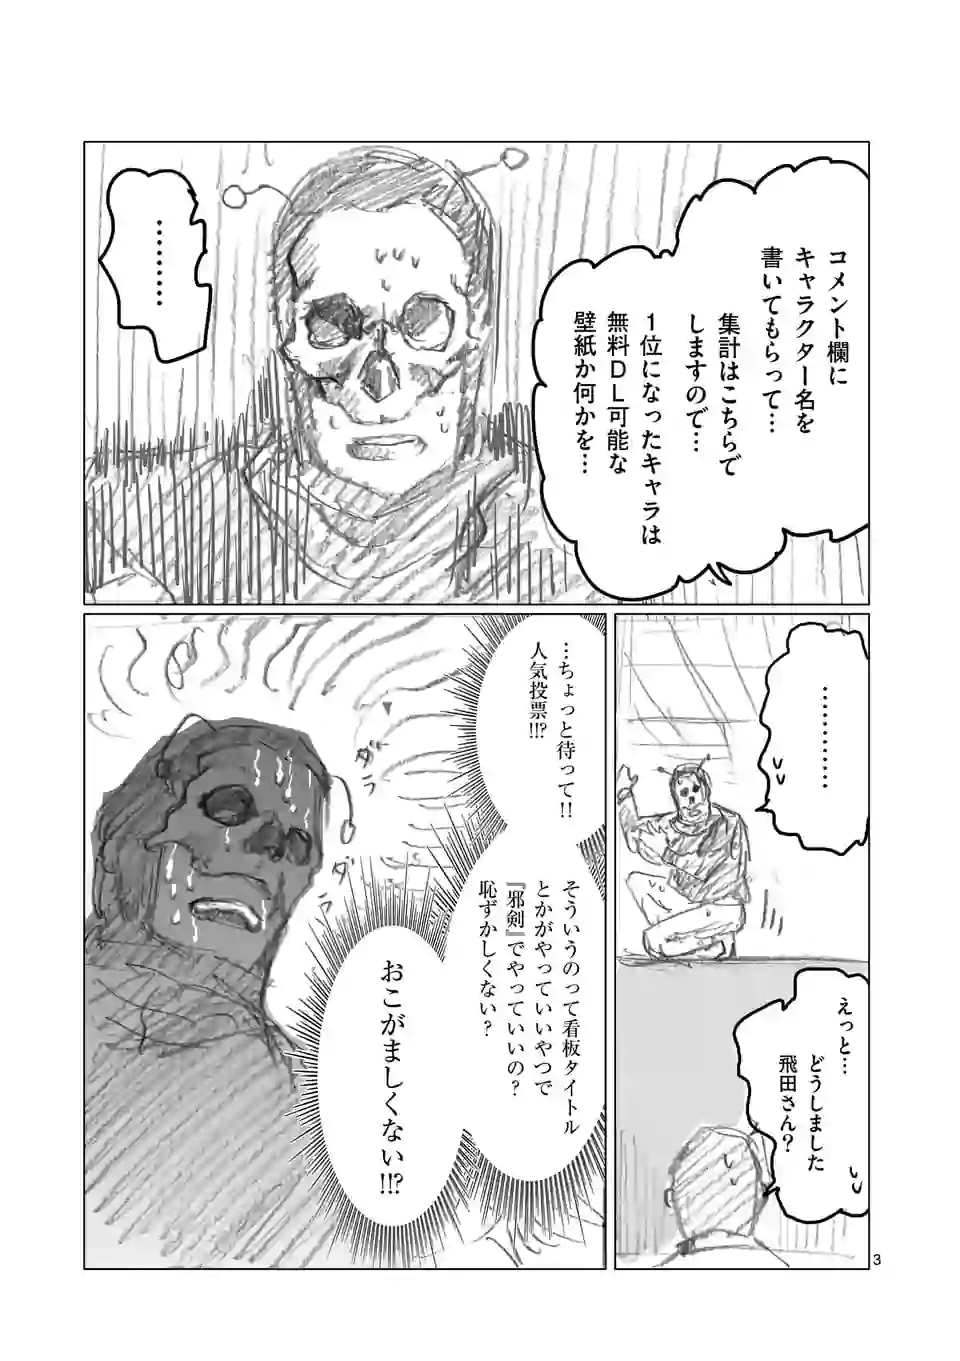 コメント欄に
キャラクター名を
書いてもらって…
集計はこちらで
しますので…
１位になったキャラは
無料ＤＬ可能な
壁紙か何かを…
………
…………
えっと…
どうしました
飛田さん？
…ちょっと待って!!
人気投票!!?
そういうのって看板タイトル
とかがやっていいやつで
『邪剣』でやっていいの？
恥ずかしくない？
おこがましくない!!?
ダラ
ダラ
3